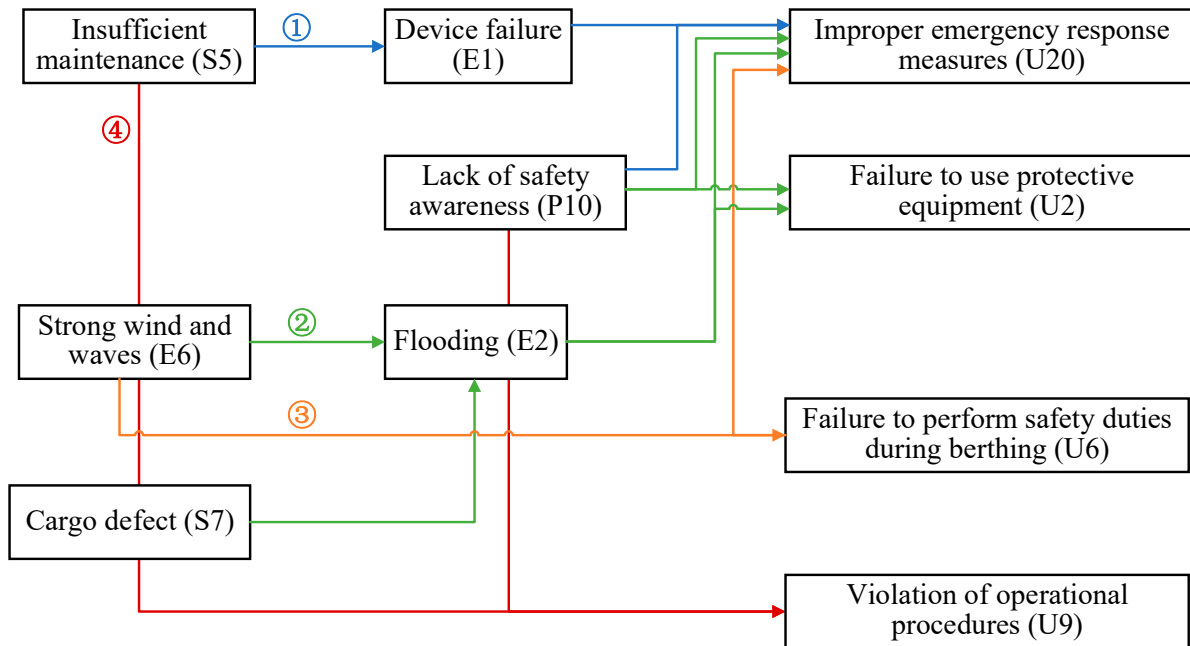 Insufficient
maintenance (S5)
①
Device failure
(E1)
Improper emergency response
measures (U20)
④
Lack of safety
awareness (P10)
Failure to use protective
equipment (U2)
Strong wind and
waves (E6)
②
Flooding (E2)
③
Failure to perform safety duties
during berthing (U6)
Cargo defect (S7)
Violation of operational
procedures (U9)